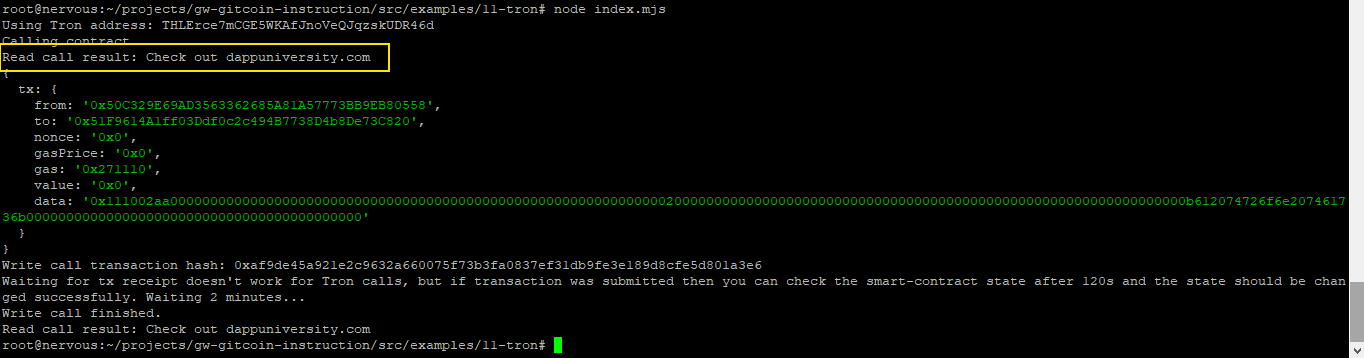 root@nervous:~/projects/gw-gitcoin-instruction/src/examples/11-tron# node index.mjs
Using Tron address: THLErce7mCGE5WKAfJnoVeQJqzskUDR46d
Calling contract
Read call result: Check out dappuniversity.com
{
  tx: {
    from: '0x50C329E69AD3563362685A81A57773BB9EB80558',
    to: '0x51F9614A1ff03Ddf0c2c494B7738D4b8De73C820',
    nonce: '0x0',
    gasPrice: '0x0',
    gas: '0x271110',
    value: '0x0',
    data: '0x111002aa0000000000000000000000000000000000000000000000000000000000000020000000000000000000000000000000000000000000000000000000000000000b612074726f6e2074617
36b000000000000000000000000000000000000000000'
  }
}
Write call transaction hash: 0xaf9de45a921e2c9632a660075f73b3fa0837ef31db9fe3e189d8cfe5d801a3e6
Waiting for tx receipt doesn't work for Tron calls, but if transaction was submitted then you can check the smart-contract state after 120s and the state should be chan
ged successfully. Waiting 2 minutes...
Write call finished.
Read call result: Check out dappuniversity.com
root@nervous:~/projects/gw-gitcoin-instruction/src/examples/11-tron#